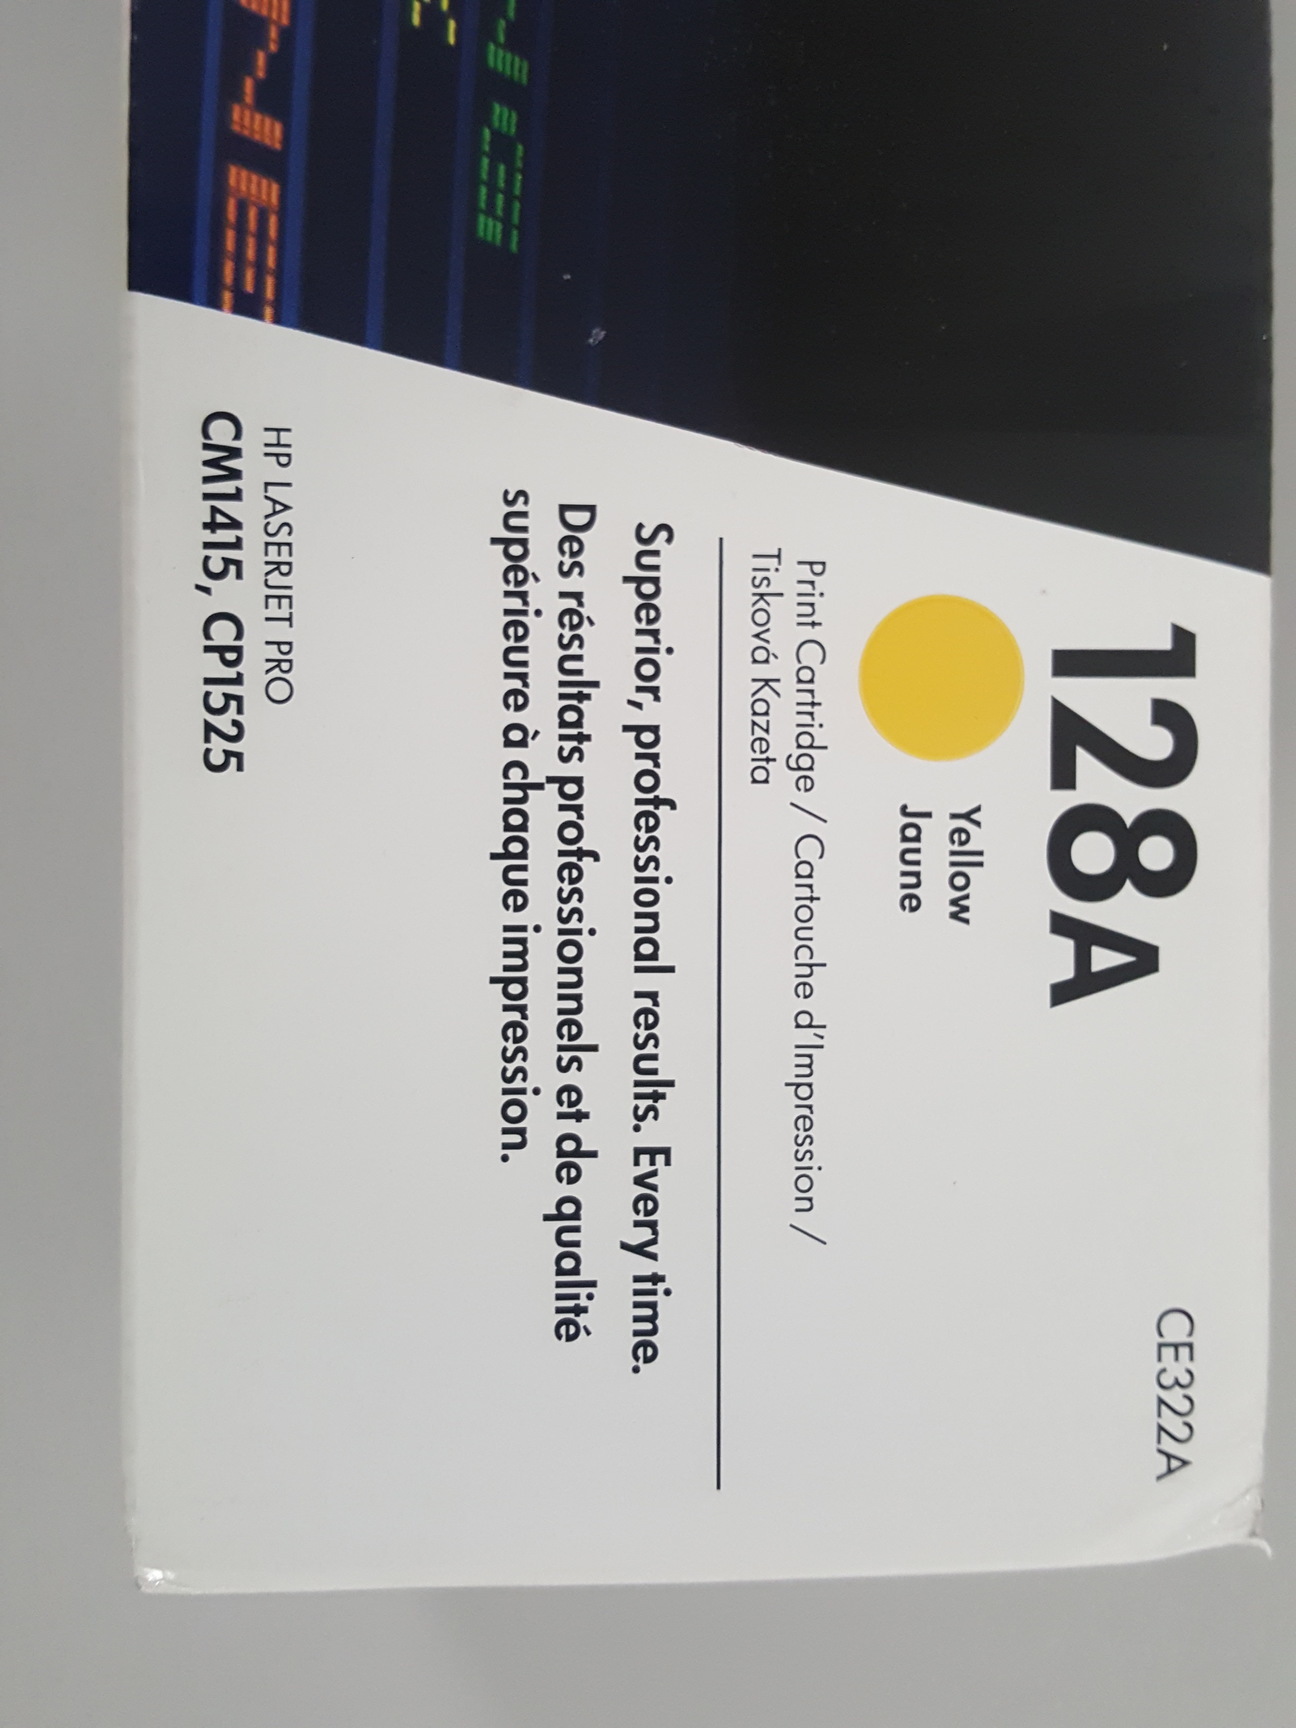 128A
CE322A
Yellow
Jaune
Print Cartridge / Cartouche d'Impression /
Tisková Kazeta
Superior, professional results. Every time.
Des résultats professionnels et de qualité
supérieure à chaque impression.
HP LASERJET PRO
CM1415, CP1525